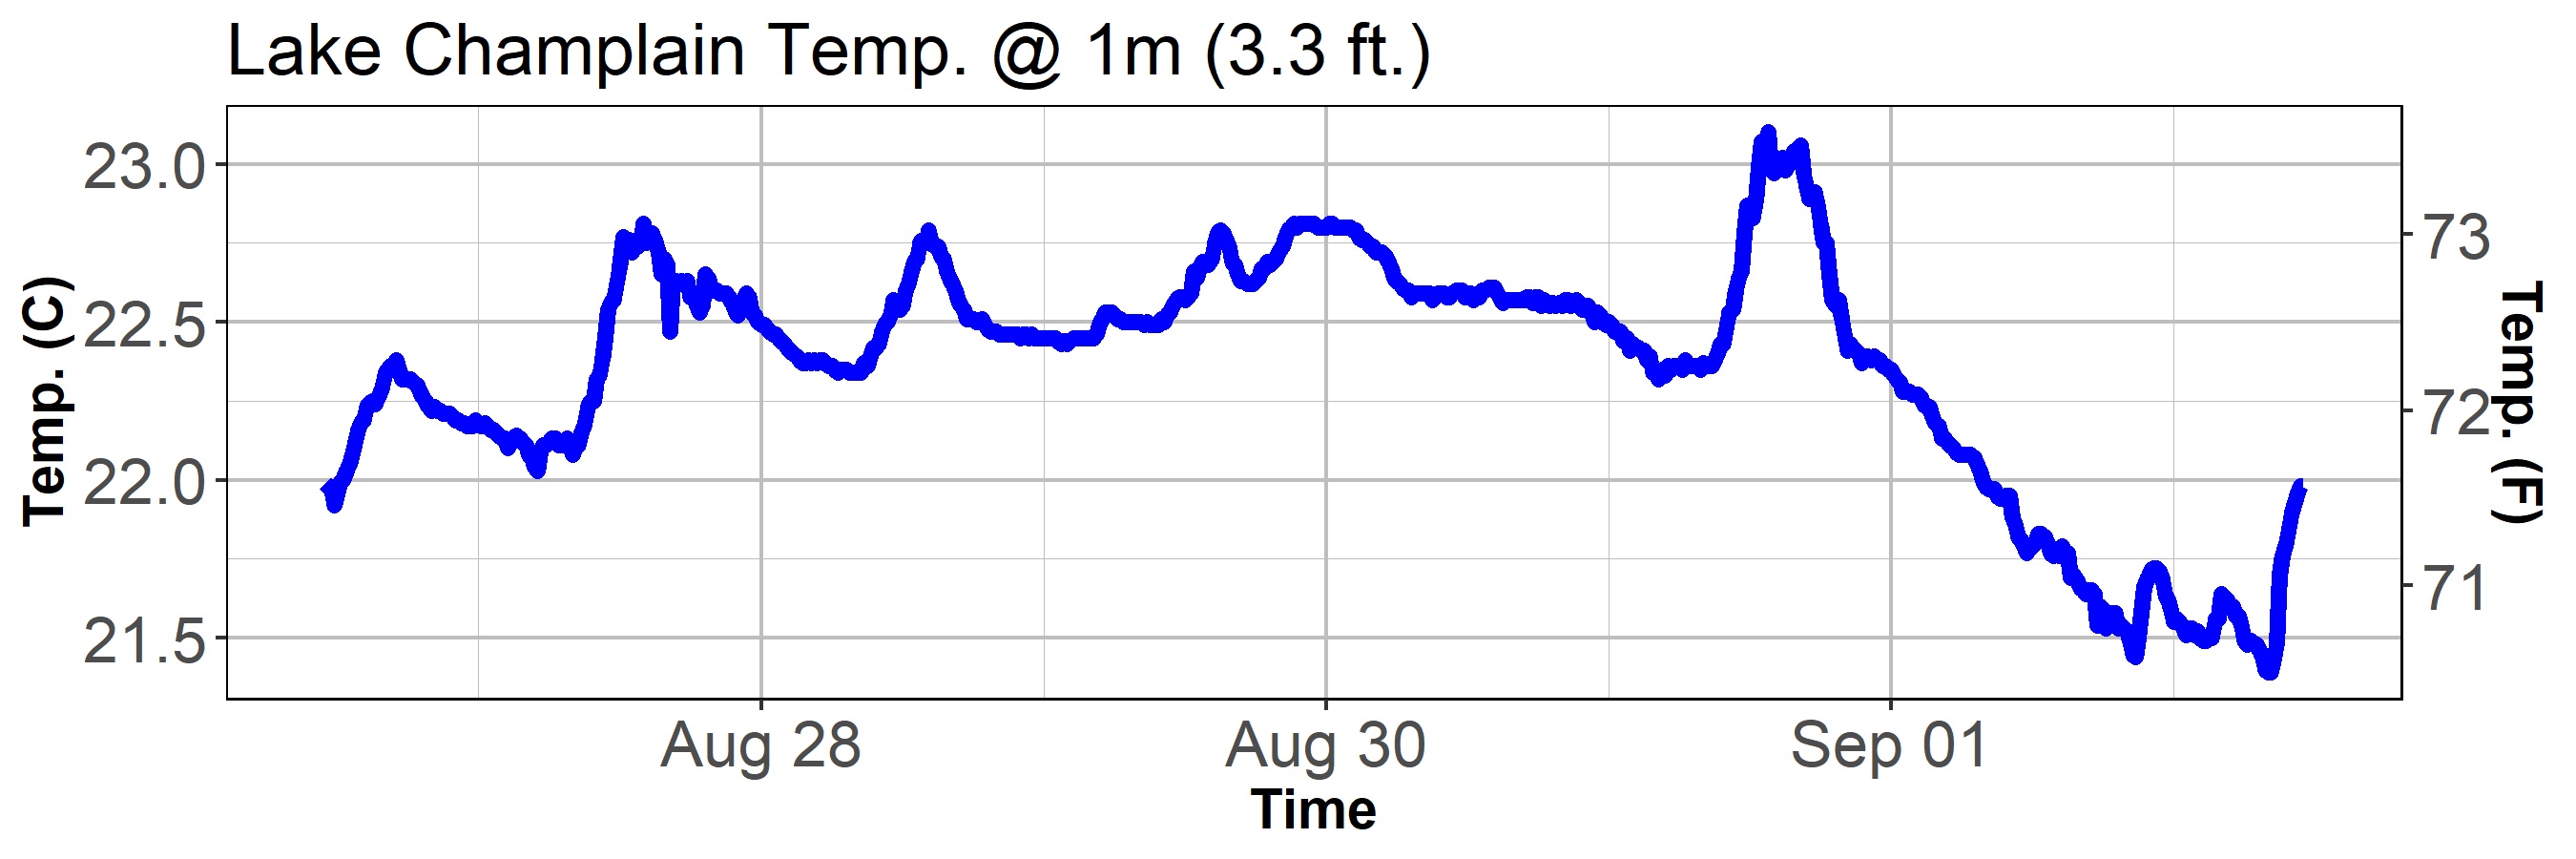 Lake Champlain Temp. @ 1m (3.3 ft.)
Temp. (C)
23.0
22.5
22.0
21.5
73
72
71
Temp. (F)
Aug 28
Aug 30
Sep 01
Time